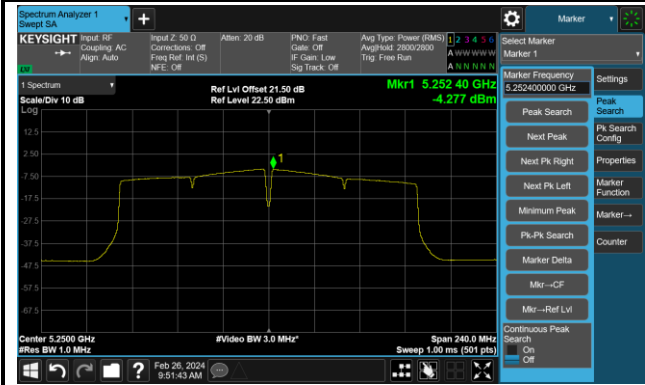 Spectrum Analyzer 1
Swept SA
+
Marker
KEYSIGHT
Input: RF
Coupling: AC
Align: Auto
Input Z: 50 Ω
Corrections: Off
Freq Ref: Int (S)
NFE: Off
Atten: 20 dB
PNO: Fast
Gate: Off
IF Gain: Low
Sig Track: Off
Avg Type: Power (RMS)
Avg|Hold: 2800/2800
Trig: Free Run
1 2 3 4 5 6
A W W W W W
A N N N N N
Select Marker
Marker 1
1 Spectrum
Scale/Div 10 dB
Log
Ref Lvl Offset 21.50 dB
Ref Level 22.50 dBm
Mkr1 5.252 40 GHz
-4.277 dBm
12.5
2.50
-7.50
-17.5
-27.5
-37.5
-47.5
-57.5
-67.5
1
Center 5.2500 GHz
#Res BW 1.0 MHz
#Video BW 3.0 MHz*
Span 240.0 MHz
Sweep 1.00 ms (501 pts)
Marker Frequency
5.252400000 GHz
Peak Search
Next Peak
Next Pk Right
Next Pk Left
Minimum Peak
Pk-Pk Search
Marker Delta
Mkr→CF
Mkr→Ref Lvl
Continuous Peak
Search
On
Off
Settings
Peak
Search
Pk Search
Config
Properties
Marker
Function
Marker→
Counter
?
Feb 26, 2024
9:51:43 AM